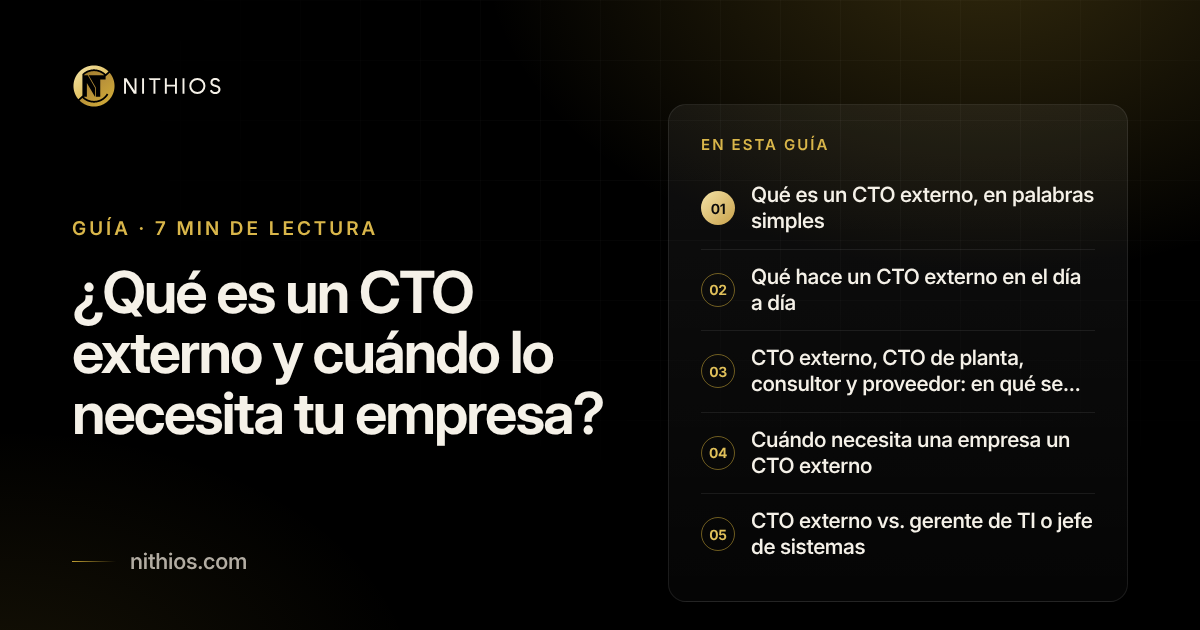 NITHIOS
GUÍA · 7 MIN DE LECTURA
¿Qué es un CTO
externo y cuándo lo
necesita tu empresa?
nithios.com
EN ESTA GUÍA
01
Qué es un CTO externo, en palabras
simples
02
Qué hace un CTO externo en el día
a día
03
CTO externo, CTO de planta,
consultor y proveedor: en qué se...
04
Cuándo necesita una empresa un
CTO externo
05
CTO externo vs. gerente de TI o jefe
de sistemas